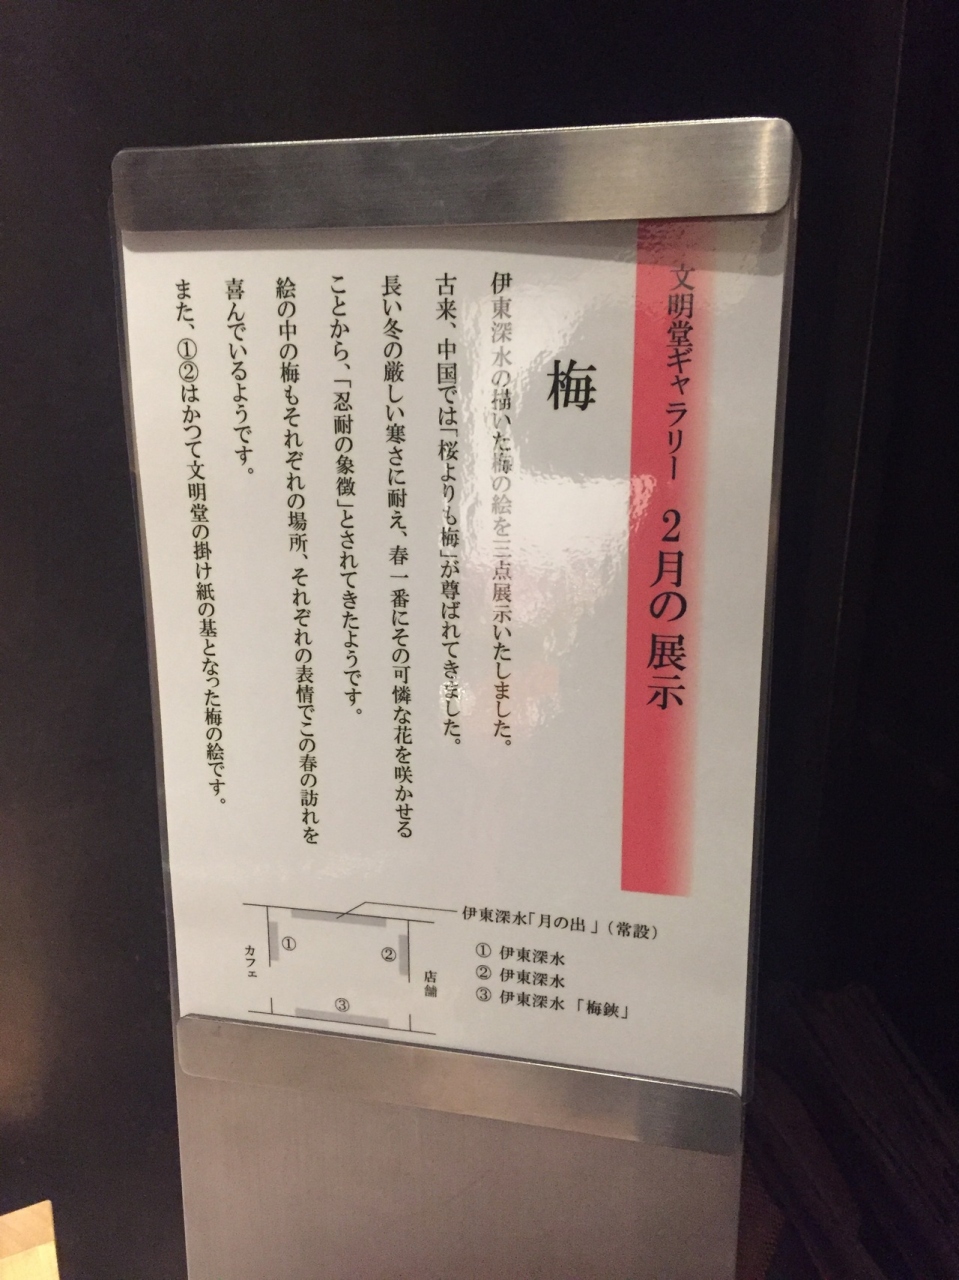 文明堂ギャラリー 2月の展示
梅
伊東深水の描いた梅の絵を三点展示いたしました。
古来、中国では「桜よりも梅」が尊ばれてきました。
長い冬の厳しい寒さに耐え、春一番にその可憐な花を咲かせる
ことから、「忍耐の象徴」とされてきたようです。
絵の中の梅もそれぞれの場所、それぞれの表情でこの春の訪れを
喜んでいるようです。
また、①②はかつて文明堂の掛け紙の基となった梅の絵です。
伊東深水「月の出」（常設）
① 伊東深水
② 伊東深水
③ 伊東深水 「梅鋏」
カフェ
①
②
店舗
③